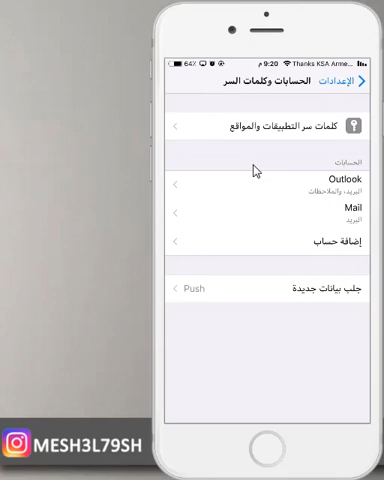 64% 9:20 م Thanks KSA Arme...
الإعدادات الحسابات وكلمات السر
كلمات سر التطبيقات والمواقع
الحسابات
Outlook
البريد، والملاحظات
Mail
البريد
إضافة حساب
جلب بيانات جديدة Push
MESH3L79SH